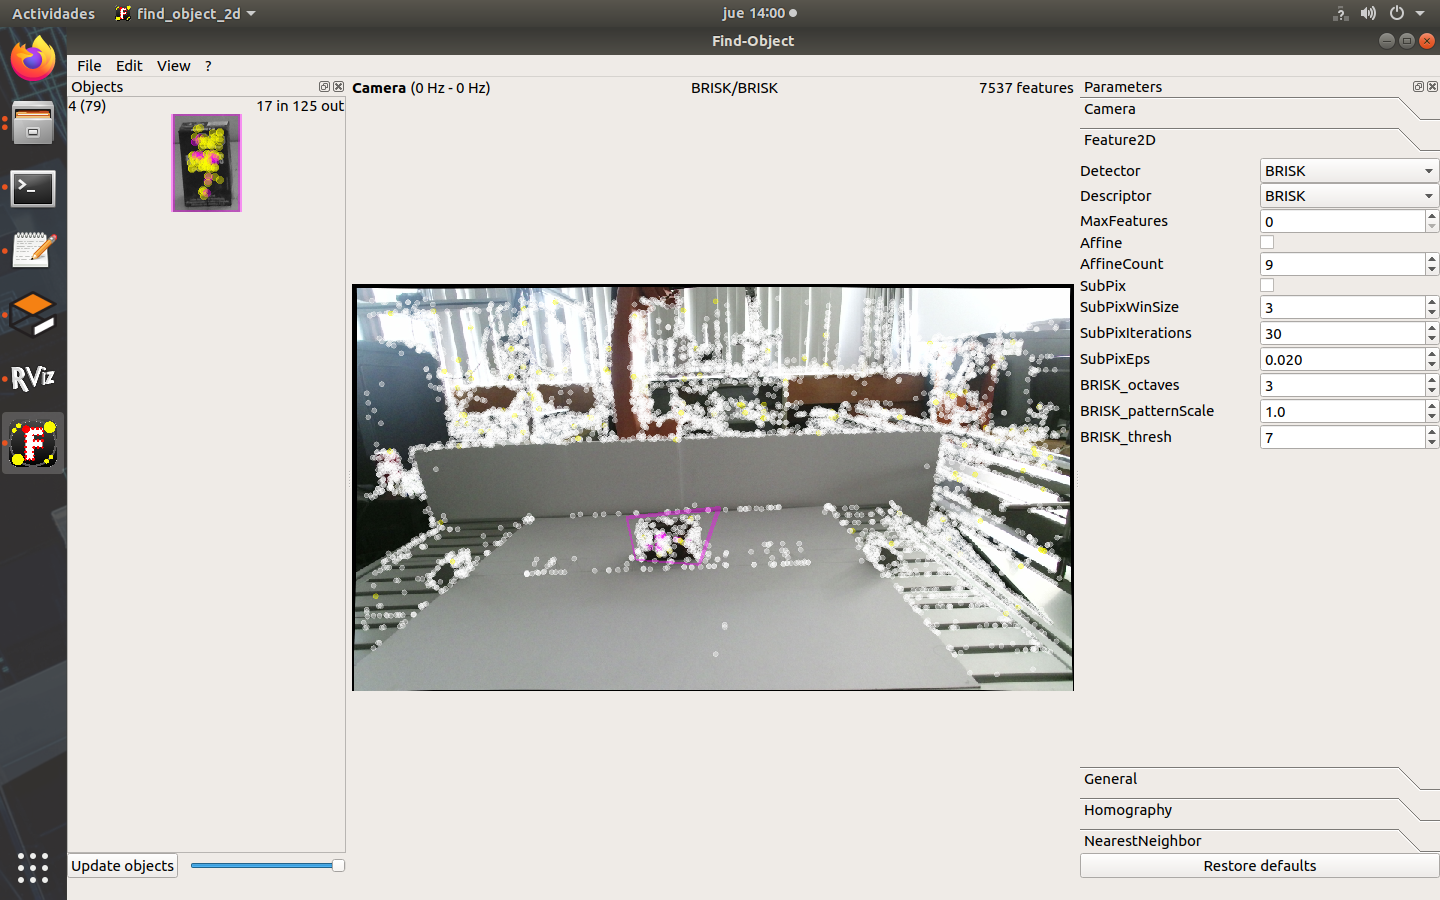 Actividades find_object_2d jue 14:00
Find-Object
File Edit View ?
Objects
4 (79) 17 in 125 out
Update objects
Camera (0 Hz - 0 Hz) BRISK/BRISK 7537 features
Parameters
Camera
Feature2D
Detector BRISK
Descriptor BRISK
MaxFeatures 0
Affine
AffineCount 9
SubPix
SubPixWinSize 3
SubPixIterations 30
SubPixEps 0.020
BRISK_octaves 3
BRISK_patternScale 1.0
BRISK_thresh 7
General
Homography
NearestNeighbor
Restore defaults
RViz
F